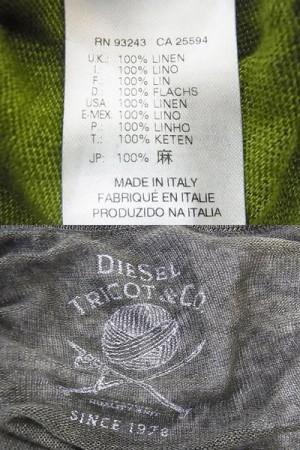 RN 93243 CA 25594
U.K.: 100% LINEN
I.: 100% LINO
F.: 100% LIN
D.: 100% FLACHS
USA: 100% LINEN
E-MEX: 100% LINO
P.: 100% LINHO
T.: 100% KETEN
JP: 100% 麻
MADE IN ITALY
FABRIQUÉ EN ITALIE
PRODUZIDO NA ITALIA
DIESEL
TRICOT & CO.
SINCE 1978